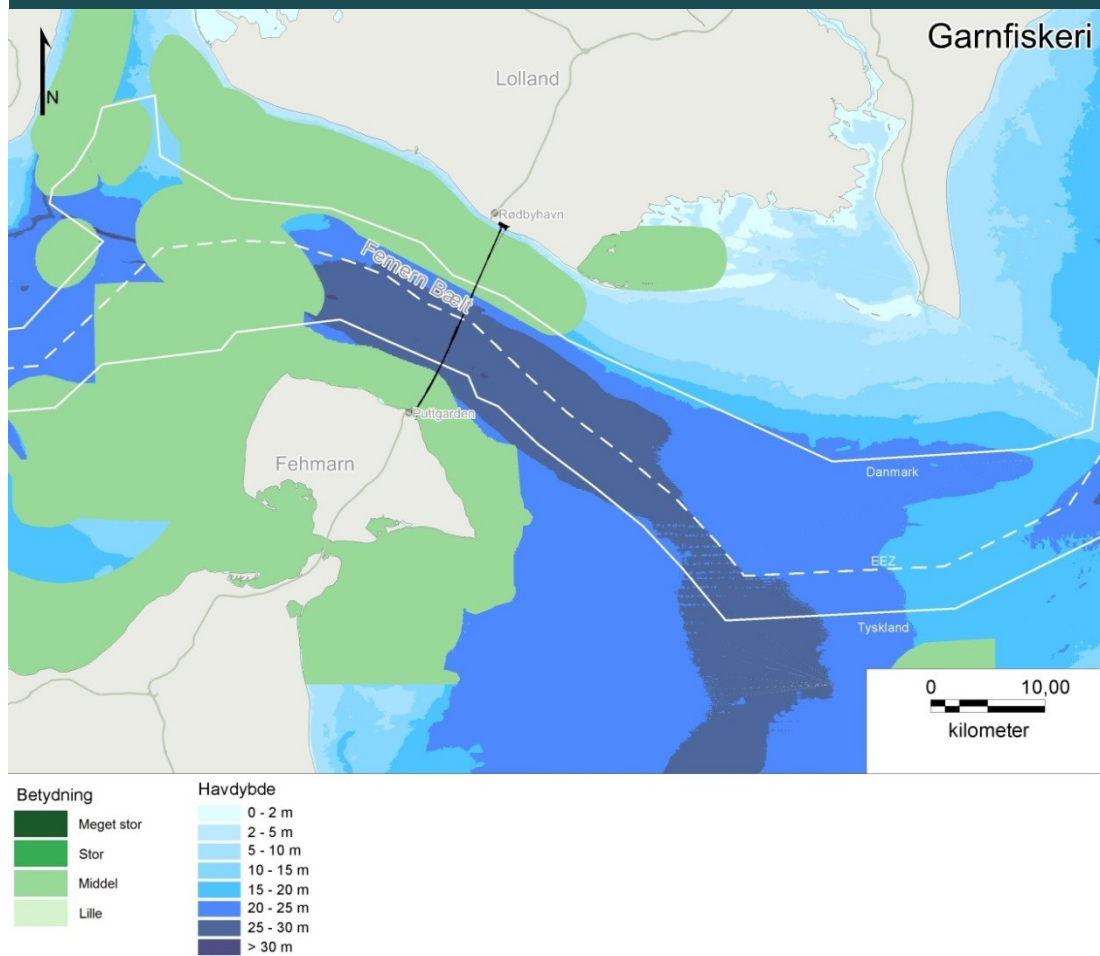 Garnfiskeri
N
Lolland
Rødbyhavn
Femern Bælt
Puttgarden
Fehmarn
Danmark
EEZ
Tyskland
0 10,00
kilometer
Betydning
Meget stor
Stor
Middel
Lille
Havdybde
0 - 2 m
2 - 5 m
5 - 10 m
10 - 15 m
15 - 20 m
20 - 25 m
25 - 30 m
> 30 m